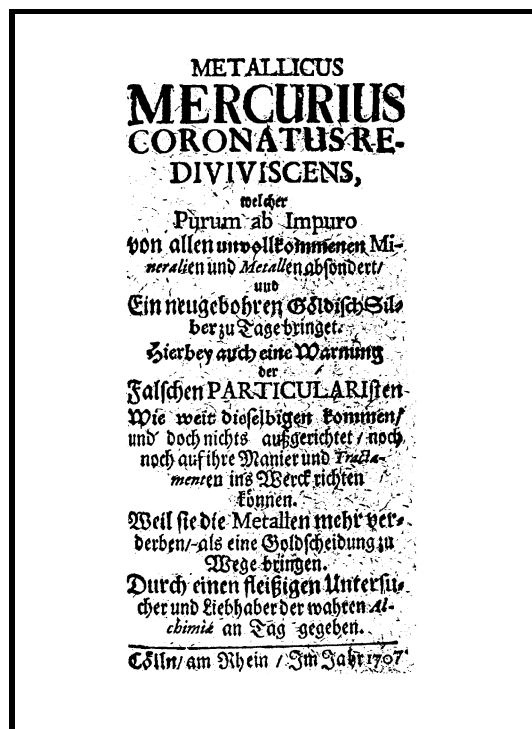 METALLICUS
MERCURIUS
CORONATUS RE-
DIVIVISCENS,
welcher
Purum ab Impuro
von allen unvollkommenen Mi-
neralien und Metallen absondert/
und
Ein neugebohren Göldisch Sil-
ber zu Tage bringet.
Hierbey auch eine Warnung
der
Falschen PARTICULARIsten
Wie weit dieselbigen kommen/
und doch nichts außgerichtet / noch
noch auf ihre Manier und Tracta-
menten ins Werck richten
können.
Weil sie die Metallen mehr ver-
derben/ als eine Goldscheidung zu
Wege bringen.
Durch einen fleißigen Untersu-
cher und Liebhaber der wahren Al-
chimiæ an Tag gegeben.
Cölln/ am Rhein / Im Jahr 1707